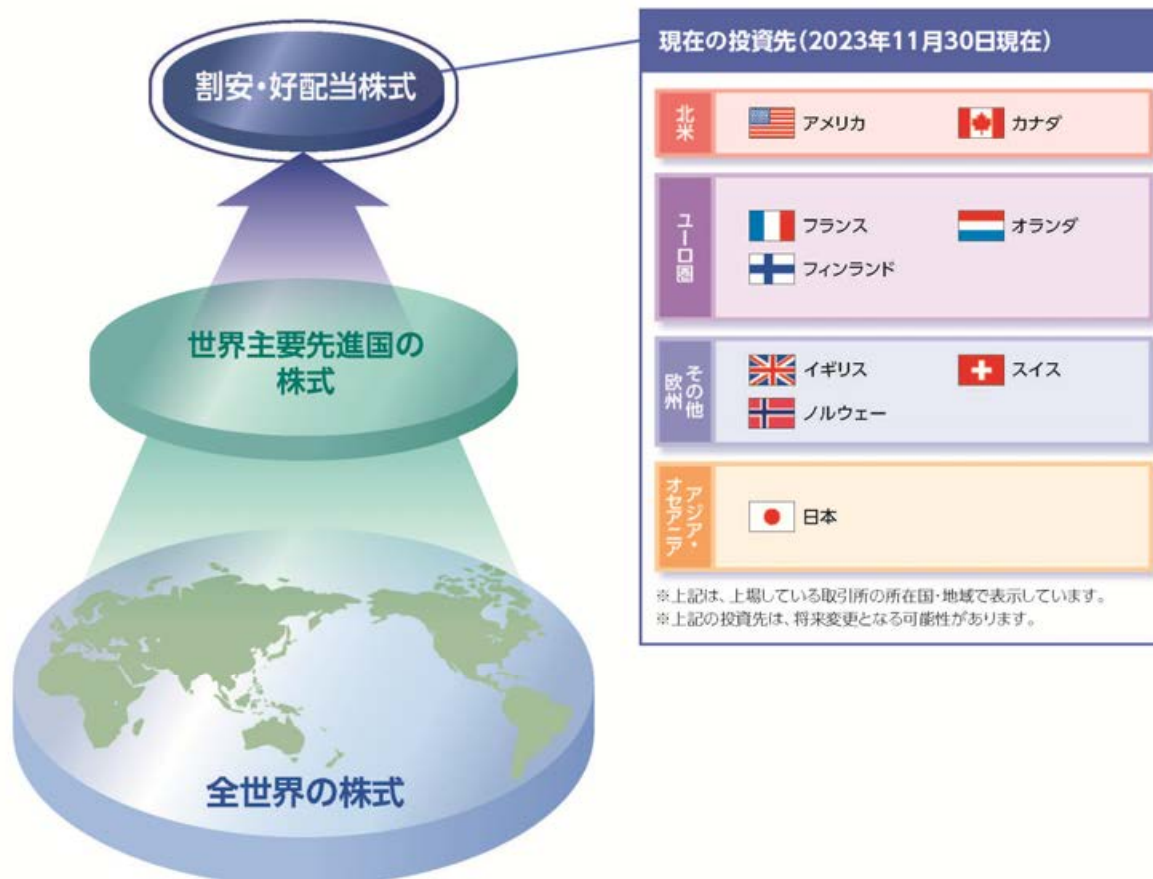 割安・好配当株式
世界主要先進国の
株式
全世界の株式
現在の投資先(2023年11月30日現在)
北米
アメリカ
カナダ
ユーロ圏
フランス
オランダ
フィンランド
その他
欧州
イギリス
スイス
ノルウェー
アジア・
オセアニア
日本
※上記は、上場している取引所の所在国・地域で表示しています。
※上記の投資先は、将来変更となる可能性があります。